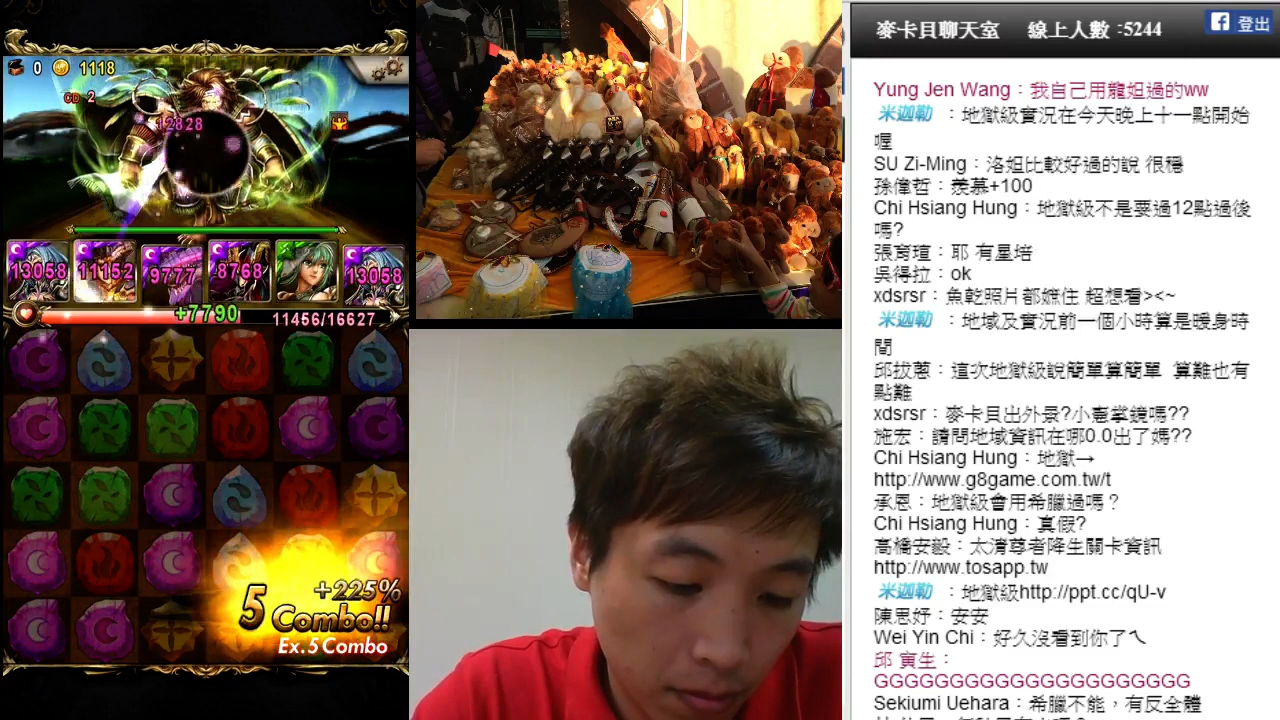 0 1118
CD 2
12828
13058 11152 9777 8768 13058
+7790
11456/16627
+225%
5 Combo!!
Ex. 5 Combo
麥卡貝聊天室 線上人數 :5244
登出
Yung Jen Wang：我自己用龍妲過的ww
米迦勒 ：地獄級實況在今天晚上十一點開始
喔
SU Zi-Ming：洛妲比較好過的說 很穩
孫偉哲：羨慕+100
Chi Hsiang Hung：地獄級不是要過12點過後
嗎?
張育瑄：耶 有星培
吳得拉：ok
xdsrsr：魚乾照片都嫬住 超想看><~
米迦勒 ：地域及實況前一個小時算是暖身時
間
邱拔蔥：這次地獄級說簡單算簡單 算難也有
點難
xdsrsr：麥卡貝出外景?小憲掌鏡嗎??
施宏：請問地域資訊在哪0.0出了媽??
Chi Hsiang Hung：地獄→
http://www.g8game.com.tw/t
承恩：地獄級會用希臘過嗎？
Chi Hsiang Hung：真假?
高橋安毅：太清尊者降生關卡資訊
http://www.tosapp.tw
米迦勒 ：地獄級http://ppt.cc/qU-v
陳思妤：安安
Wei Yin Chi：好久沒看到你了ㄟ
邱 寅生：
GGGGGGGGGGGGGGGGGGGGG
Sekiumi Uehara：希臘不能，有反全體